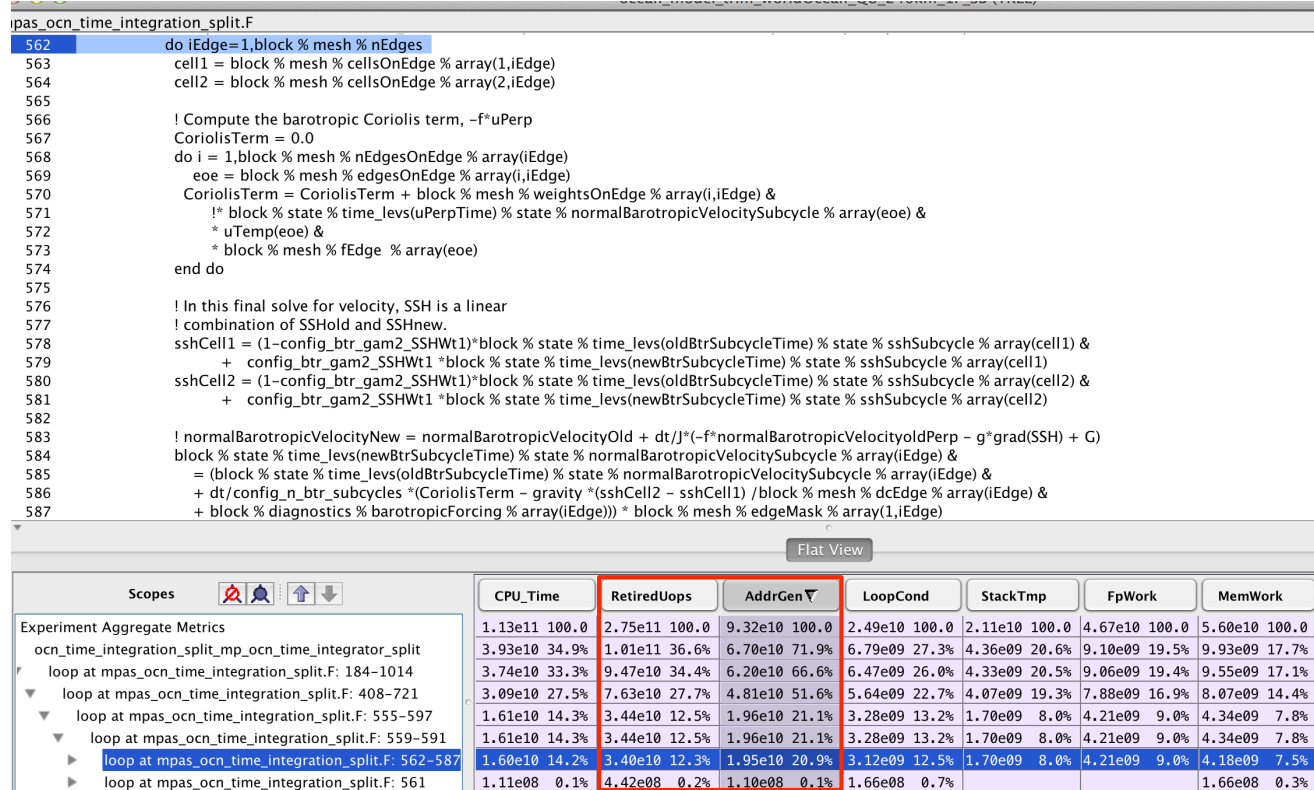 mpas_ocn_time_integration_split.F
562 do iEdge=1,block % mesh % nEdges
563 cell1 = block % mesh % cellsOnEdge % array(1,iEdge)
564 cell2 = block % mesh % cellsOnEdge % array(2,iEdge)
565
566 ! Compute the barotropic Coriolis term, -f*uPerp
567 CoriolisTerm = 0.0
568 do i = 1,block % mesh % nEdgesOnEdge % array(iEdge)
569 eoe = block % mesh % edgesOnEdge % array(i,iEdge)
570 CoriolisTerm = CoriolisTerm + block % mesh % weightsOnEdge % array(i,iEdge) &
571 !* block % state % time_levs(uPerpTime) % state % normalBarotropicVelocitySubcycle % array(eoe) &
572 * uTemp(eoe) &
573 * block % mesh % fEdge % array(eoe)
574 end do
575
576 ! In this final solve for velocity, SSH is a linear
577 ! combination of SSHold and SSHnew.
578 sshCell1 = (1-config_btr_gam2_SSHWt1)*block % state % time_levs(oldBtrSubcycleTime) % state % sshSubcycle % array(cell1) &
579 + config_btr_gam2_SSHWt1 *block % state % time_levs(newBtrSubcycleTime) % state % sshSubcycle % array(cell1)
580 sshCell2 = (1-config_btr_gam2_SSHWt1)*block % state % time_levs(oldBtrSubcycleTime) % state % sshSubcycle % array(cell2) &
581 + config_btr_gam2_SSHWt1 *block % state % time_levs(newBtrSubcycleTime) % state % sshSubcycle % array(cell2)
582
583 ! normalBarotropicVelocityNew = normalBarotropicVelocityOld + dt/J*(-f*normalBarotropicVelocityoldPerp - g*grad(SSH) + G)
584 block % state % time_levs(newBtrSubcycleTime) % state % normalBarotropicVelocitySubcycle % array(iEdge) &
585 = (block % state % time_levs(oldBtrSubcycleTime) % state % normalBarotropicVelocitySubcycle % array(iEdge) &
586 + dt/config_n_btr_subcycles *(CoriolisTerm - gravity *(sshCell2 - sshCell1) /block % mesh % dcEdge % array(iEdge) &
587 + block % diagnostics % barotropicForcing % array(iEdge))) * block % mesh % edgeMask % array(1,iEdge)
Flat View
Scopes CPU_Time RetiredUops AddrGen LoopCond StackTmp FpWork MemWork
Experiment Aggregate Metrics 1.13e11 100.0 2.75e11 100.0 9.32e10 100.0 2.49e10 100.0 2.11e10 100.0 4.67e10 100.0 5.60e10 100.0
ocn_time_integration_split_mp_ocn_time_integrator_split 3.93e10 34.9% 1.01e11 36.6% 6.70e10 71.9% 6.79e09 27.3% 4.36e09 20.6% 9.10e09 19.5% 9.93e09 17.7%
loop at mpas_ocn_time_integration_split.F: 184-1014 3.74e10 33.3% 9.47e10 34.4% 6.20e10 66.6% 6.47e09 26.0% 4.33e09 20.5% 9.06e09 19.4% 9.55e09 17.1%
loop at mpas_ocn_time_integration_split.F: 408-721 3.09e10 27.5% 7.63e10 27.7% 4.81e10 51.6% 5.64e09 22.7% 4.07e09 19.3% 7.88e09 16.9% 8.07e09 14.4%
loop at mpas_ocn_time_integration_split.F: 555-597 1.61e10 14.3% 3.44e10 12.5% 1.96e10 21.1% 3.28e09 13.2% 1.70e09 8.0% 4.21e09 9.0% 4.34e09 7.8%
loop at mpas_ocn_time_integration_split.F: 559-591 1.61e10 14.3% 3.44e10 12.5% 1.96e10 21.1% 3.28e09 13.2% 1.70e09 8.0% 4.21e09 9.0% 4.34e09 7.8%
loop at mpas_ocn_time_integration_split.F: 562-587 1.60e10 14.2% 3.40e10 12.3% 1.95e10 20.9% 3.12e09 12.5% 1.70e09 8.0% 4.21e09 9.0% 4.18e09 7.5%
loop at mpas_ocn_time_integration_split.F: 561 1.11e08 0.1% 4.42e08 0.2% 1.10e08 0.1% 1.66e08 0.7% 1.66e08 0.3%